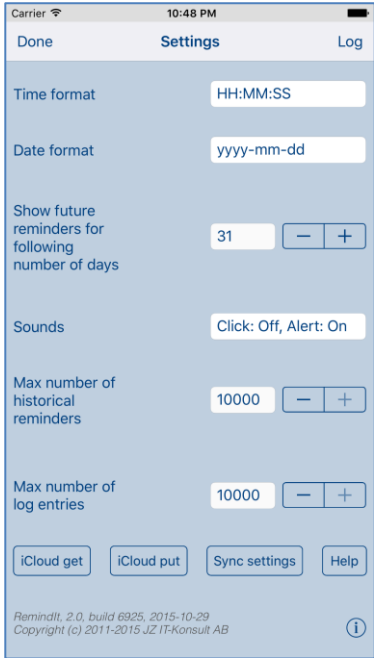 Carrier 10:48 PM
Done Settings Log
Time format HH:MM:SS
Date format yyyy-mm-dd
Show future
reminders for
following
number of days
31 − +
Sounds Click: Off, Alert: On
Max number of
historical
reminders
10000 − +
Max number of
log entries
10000 − +
iCloud get iCloud put Sync settings Help
RemindIt, 2.0, build 6925, 2015-10-29
Copyright (c) 2011-2015 JZ IT-Konsult AB
i